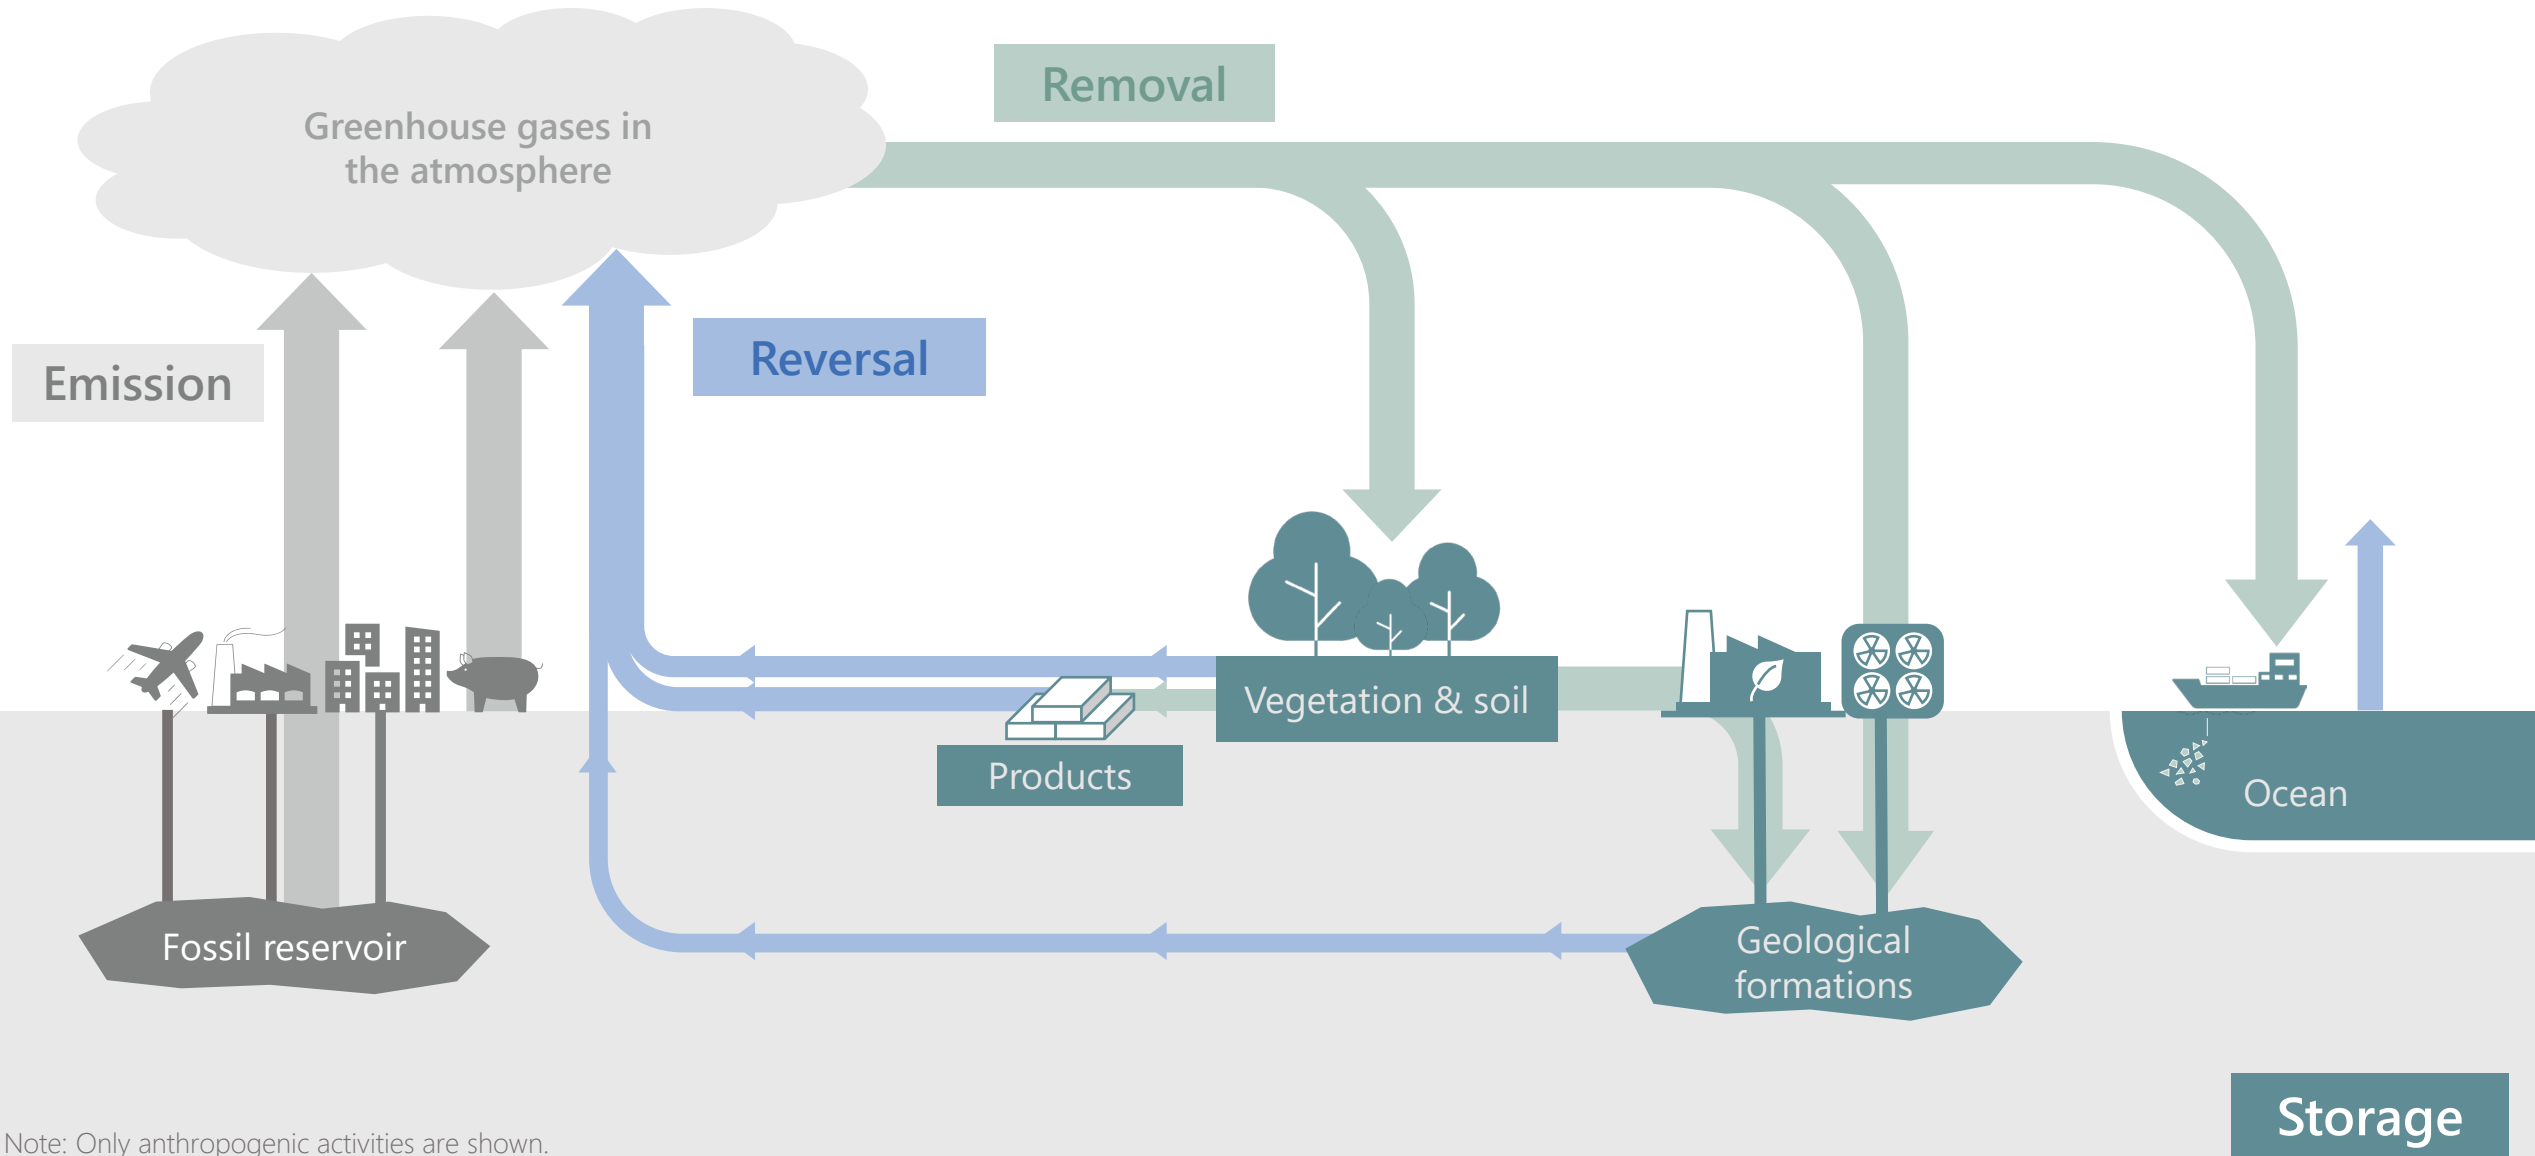 Removal
Greenhouse gases in
the atmosphere
Reversal
Emission
Vegetation & soil
Products
Ocean
Fossil reservoir
Geological
formations
Storage
Note: Only anthropogenic activities are shown.